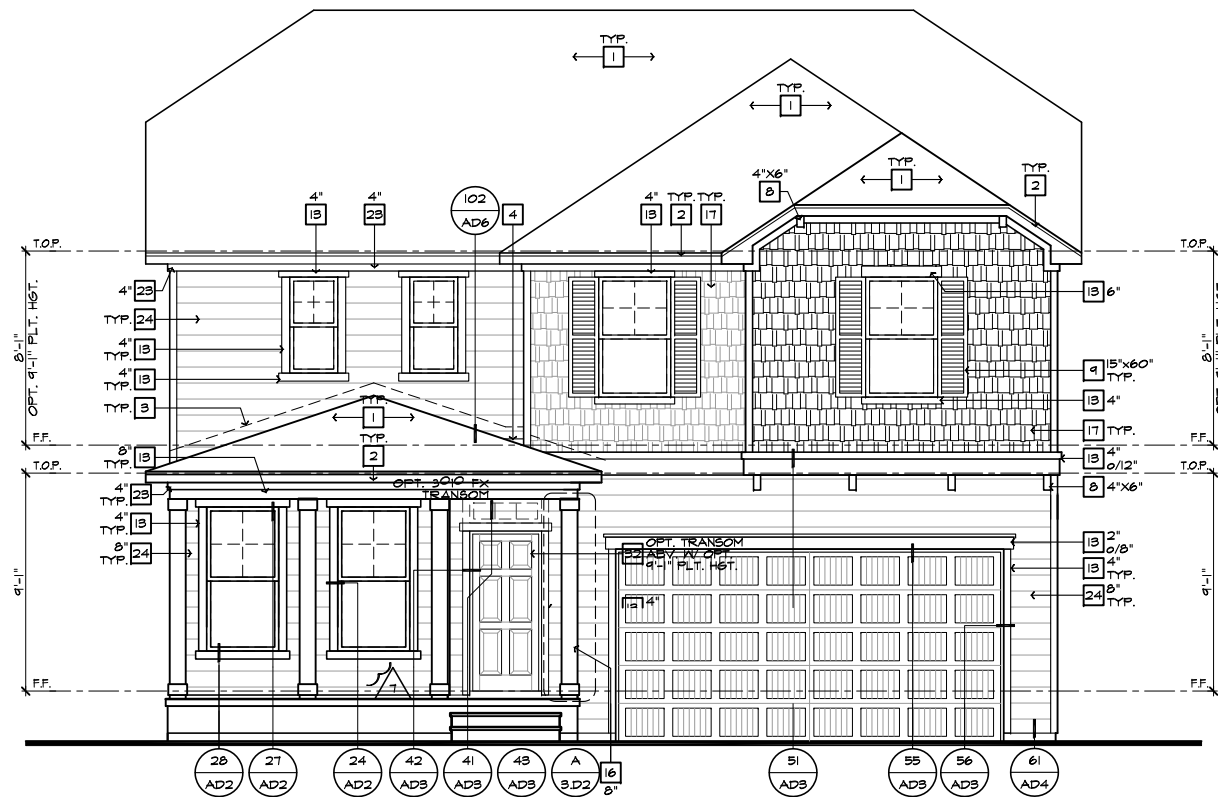 TYP.
1
TYP.
1
TYP.
1
TYP.
2
4"X6"
8
102
AD6
4
4"
13
4"
23
4"
13
TYP.
2
TYP.
17
T.O.P.
T.O.P.
4" 23
TYP. 24
4"
TYP. 13
4"
TYP. 13
TYP. 3
8'-1"
OPT. 9'-1" PLT. HGT.
13 6"
9 15"x60"
TYP.
13 4"
17 TYP.
8'-1"
F.F.
F.F.
TYP.
1
TYP.
2
8"
TYP. 13
13 4"
o/12"
T.O.P.
T.O.P.
4"
TYP. 23
8 4"X6"
OPT. 3⁰1⁰ FX
TRANSOM
4"
TYP. 13
8"
TYP. 24
32
OPT. TRANSOM
ABV. W/ OPT.
9'-1" PLT. HGT.
4"
13 2"
o/8"
13 4"
TYP.
24 8"
TYP.
9'-1"
9'-1"
F.F.
F.F.
7
28
AD2
27
AD2
24
AD2
42
AD3
41
AD3
43
AD3
A
3.D2
16
8"
51
AD3
55
AD3
56
AD3
61
AD4